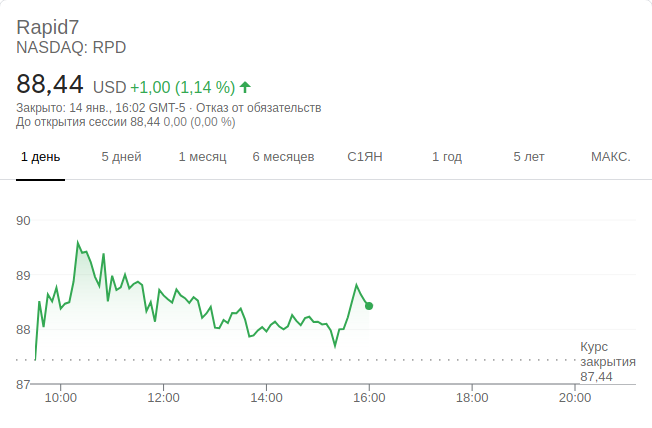 Rapid7
NASDAQ: RPD
88,44 USD +1,00 (1,14 %)
Закрыто: 14 янв., 16:02 GMT-5 · Отказ от обязательств
До открытия сессии 88,44 0,00 (0,00 %)
1 день 5 дней 1 месяц 6 месяцев С1ЯН 1 год 5 лет МАКС.
90
89
88
Курс
закрытия
87,44
87
10:00 12:00 14:00 16:00 18:00 20:00